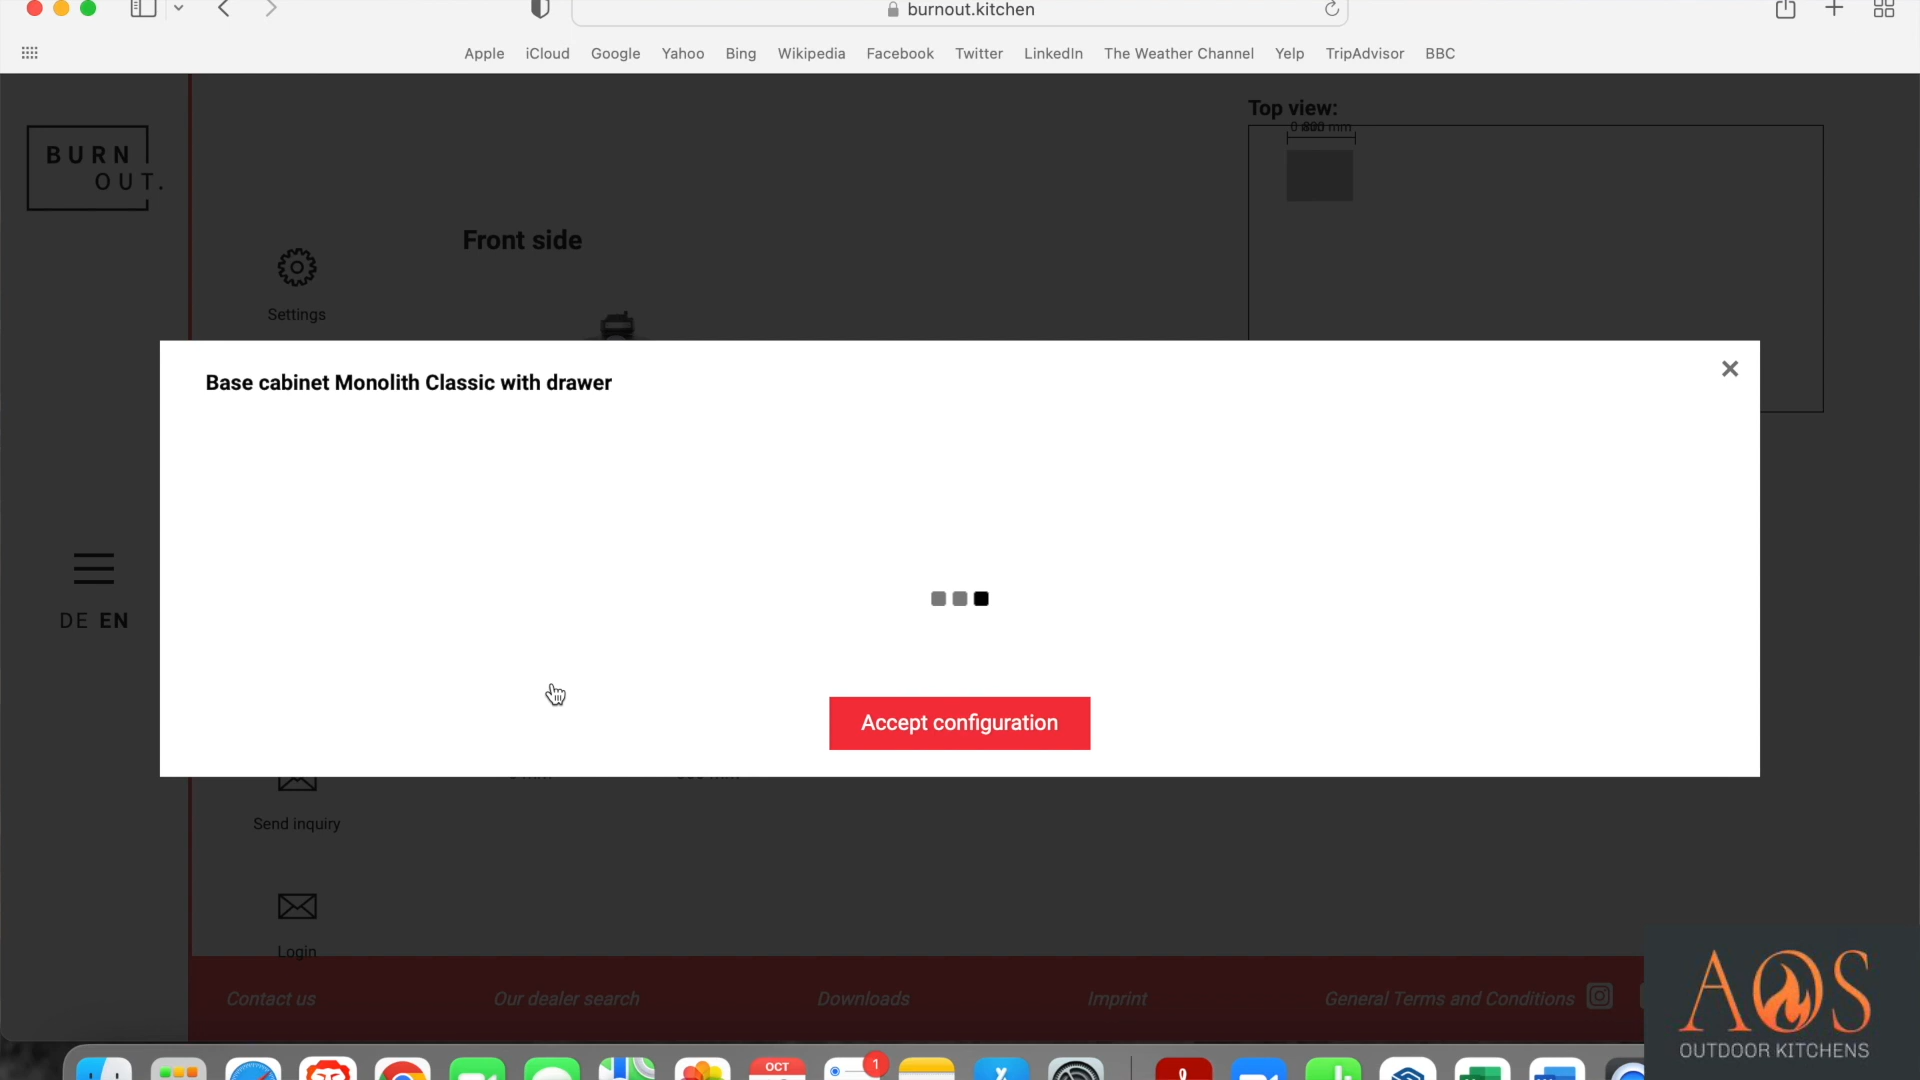 burnout.kitchen
Apple iCloud Google Yahoo Bing Wikipedia Facebook Twitter LinkedIn The Weather Channel Yelp TripAdvisor BBC
BURN
OUT.
Top view:
Front side
Settings
Base cabinet Monolith Classic with drawer
DE EN
Accept configuration
Send inquiry
Login
Contact us Our dealer search Downloads Imprint General Terms and Conditions
AOS
OUTDOOR KITCHENS
OCT
1